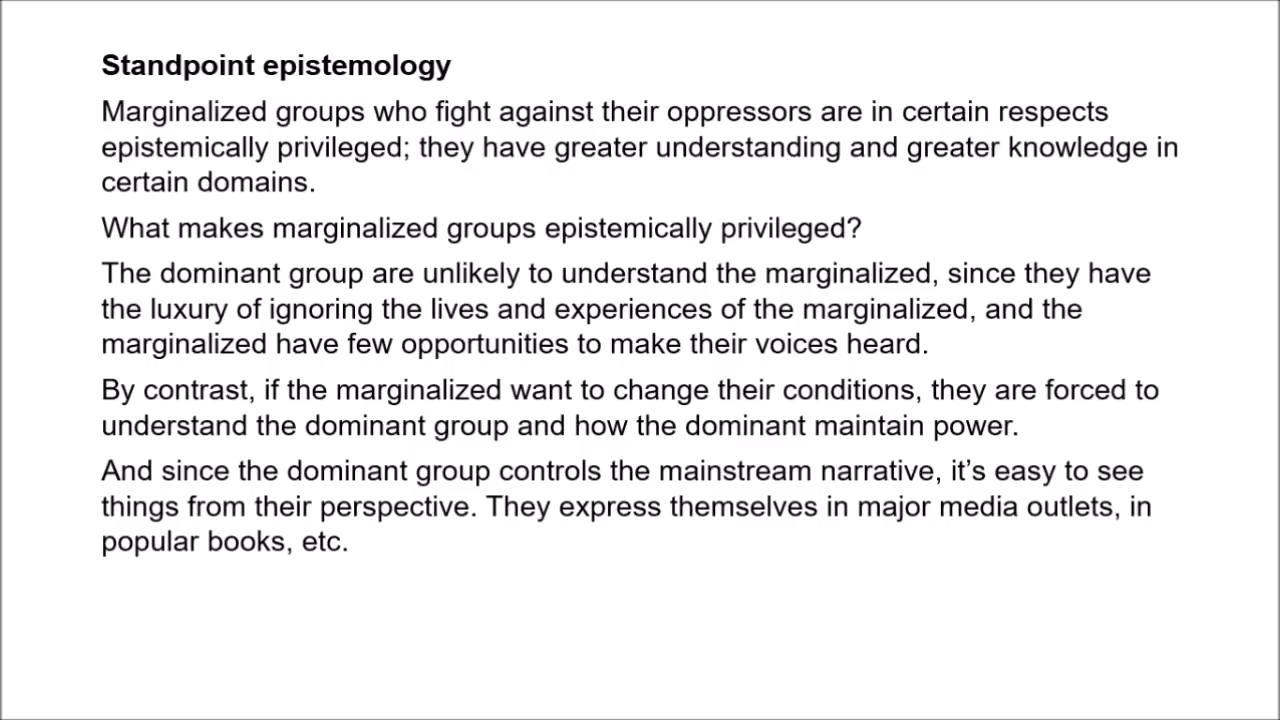 Standpoint epistemology
Marginalized groups who fight against their oppressors are in certain respects
epistemically privileged; they have greater understanding and greater knowledge in
certain domains.
What makes marginalized groups epistemically privileged?
The dominant group are unlikely to understand the marginalized, since they have
the luxury of ignoring the lives and experiences of the marginalized, and the
marginalized have few opportunities to make their voices heard.
By contrast, if the marginalized want to change their conditions, they are forced to
understand the dominant group and how the dominant maintain power.
And since the dominant group controls the mainstream narrative, it’s easy to see
things from their perspective. They express themselves in major media outlets, in
popular books, etc.